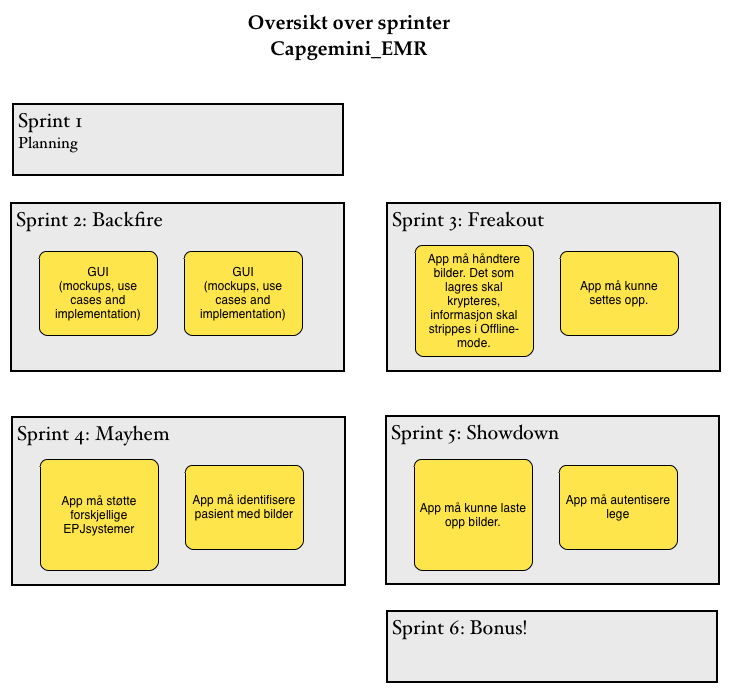 Oversikt over sprinter
Capgemini_EMR
Sprint 1
Planning
Sprint 2: Backfire
GUI
(mockups, use
cases and
implementation)
GUI
(mockups, use
cases and
implementation)
Sprint 3: Freakout
App må håndtere
bilder. Det som
lagres skal
krypteres,
informasjon skal
strippes i Offline-
mode.
App må kunne
settes opp.
Sprint 4: Mayhem
App må støtte
forskjellige
EPJsystemer
App må identifisere
pasient med bilder
Sprint 5: Showdown
App må kunne laste
opp bilder.
App må autentisere
lege
Sprint 6: Bonus!